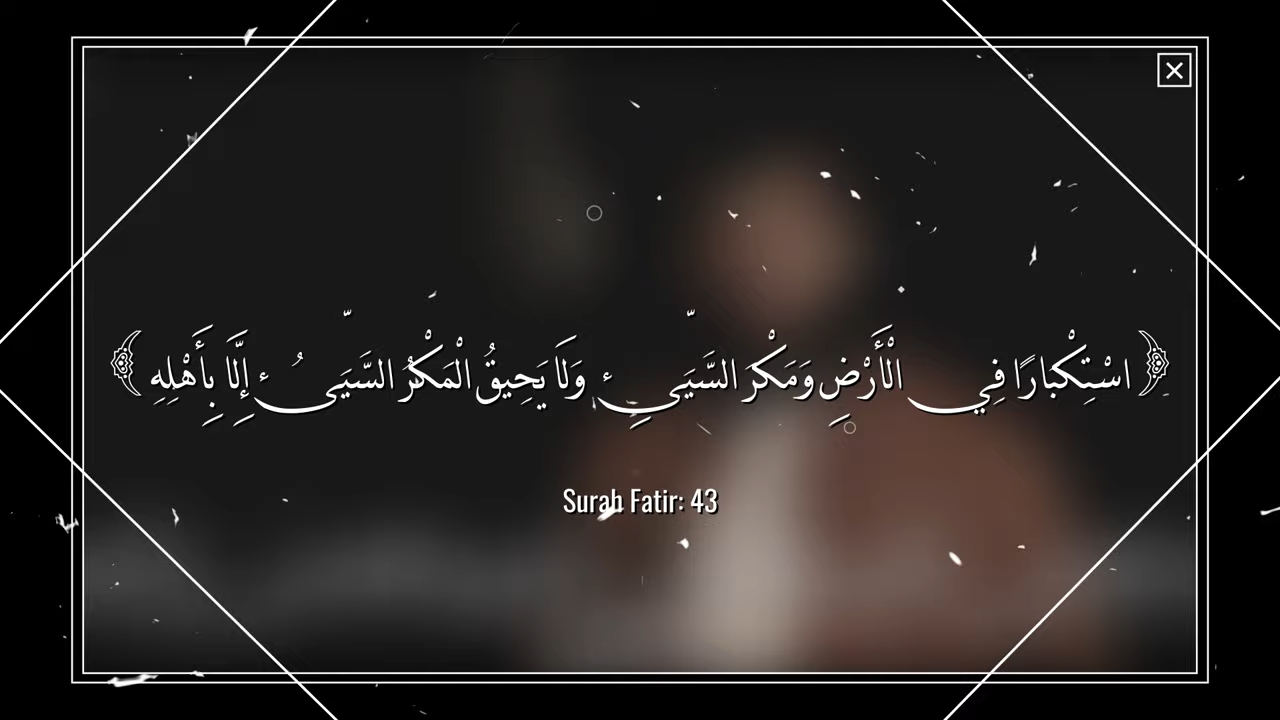 ﴿اسْتِكْبَارًا فِي الْأَرْضِ وَمَكْرَ السَّيِّئِ وَلَا يَحِيقُ الْمَكْرُ السَّيِّئُ إِلَّا بِأَهْلِهِ﴾
Surah Fatir: 43